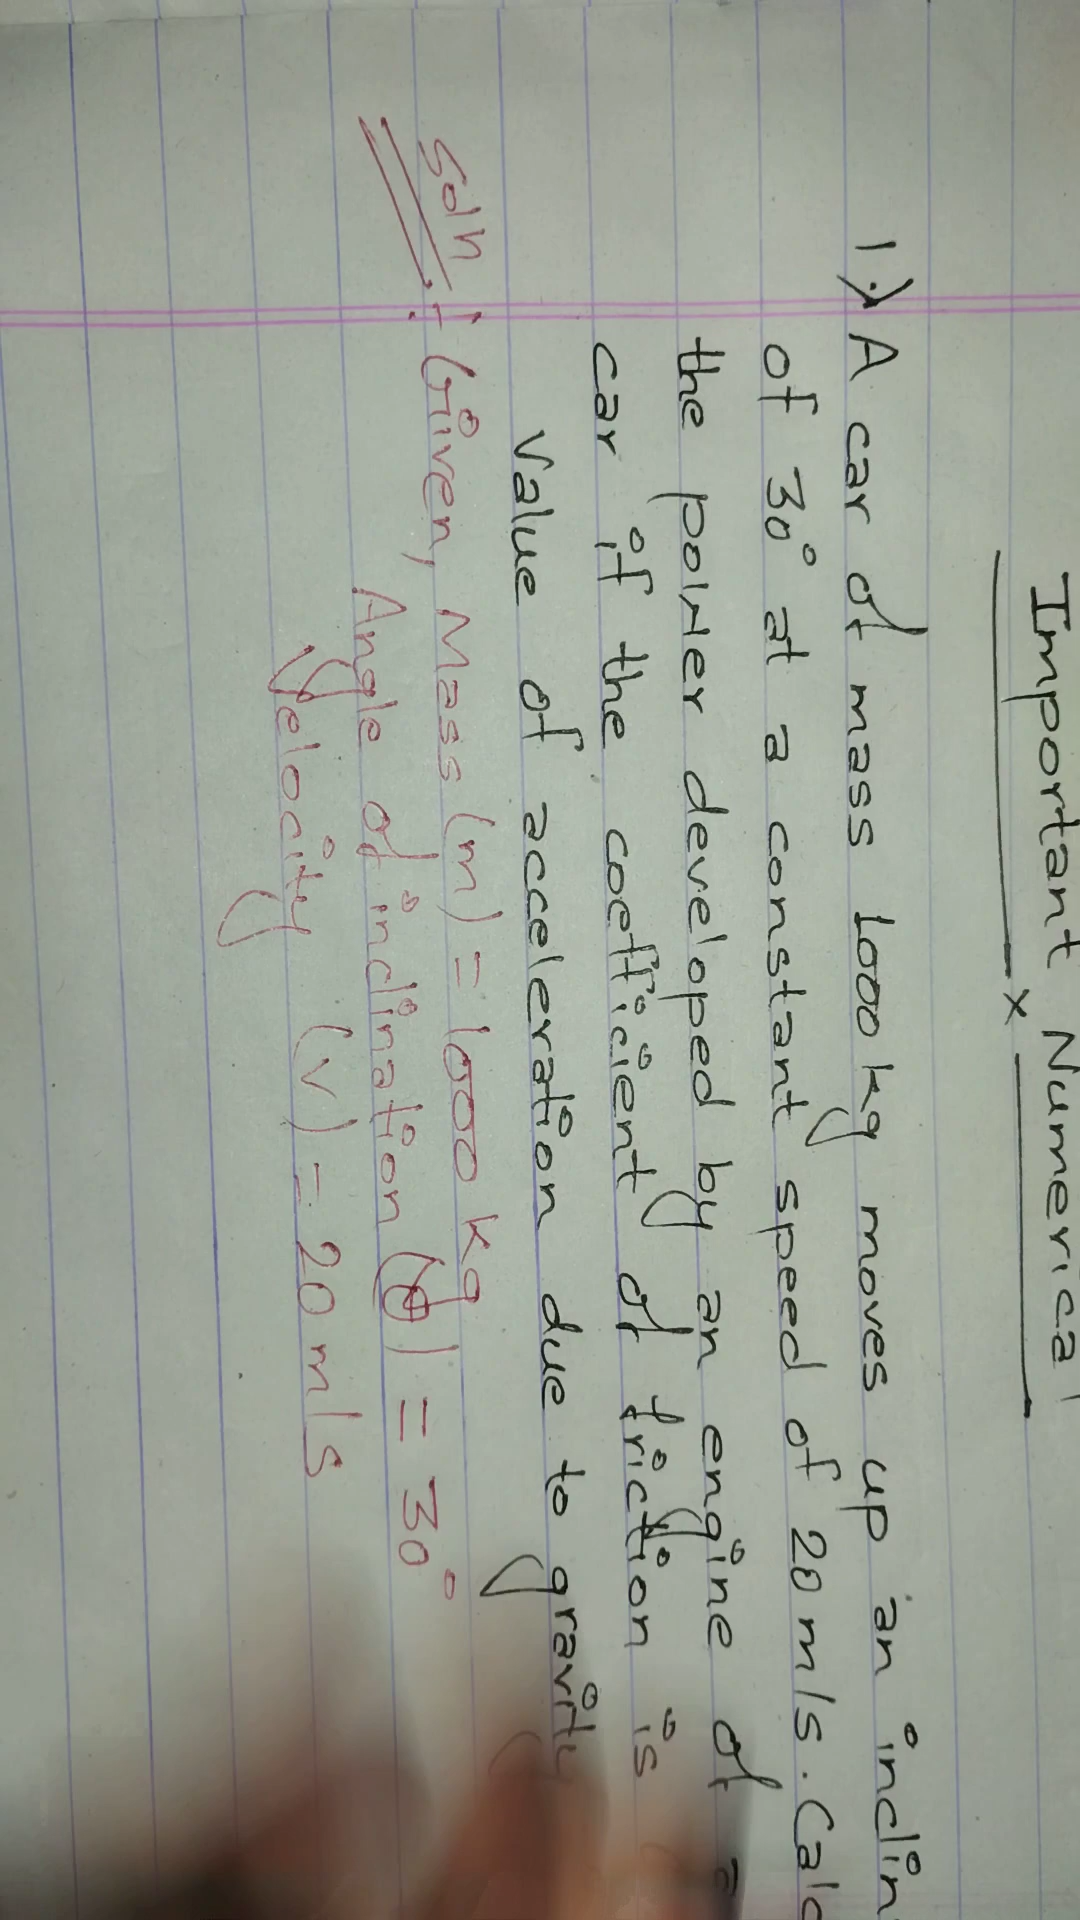 Important Numerical
x
1.) A car of mass 1000 kg moves up an inclin
of 30° at a constant speed of 20 m/s. Calc
the power developed by an engine of a
car if the coefficient of friction is
Value of acceleration due to gravity
Soln :- Given, Mass (m) = 1000 kg
Angle of inclination (θ) = 30°
Velocity (v) = 20 m/s